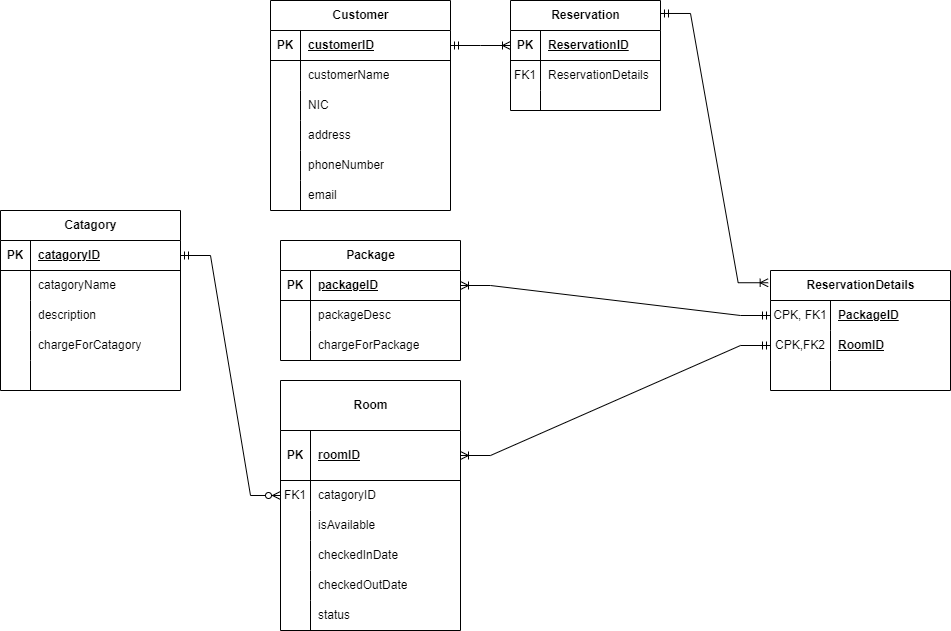 Customer
PK customerID
customerName
NIC
address
phoneNumber
email
Reservation
PK ReservationID
FK1 ReservationDetails
Catagory
PK catagoryID
catagoryName
description
chargeForCatagory
Package
PK packageID
packageDesc
chargeForPackage
ReservationDetails
CPK, FK1 PackageID
CPK,FK2 RoomID
Room
PK roomID
FK1 catagoryID
isAvailable
checkedInDate
checkedOutDate
status